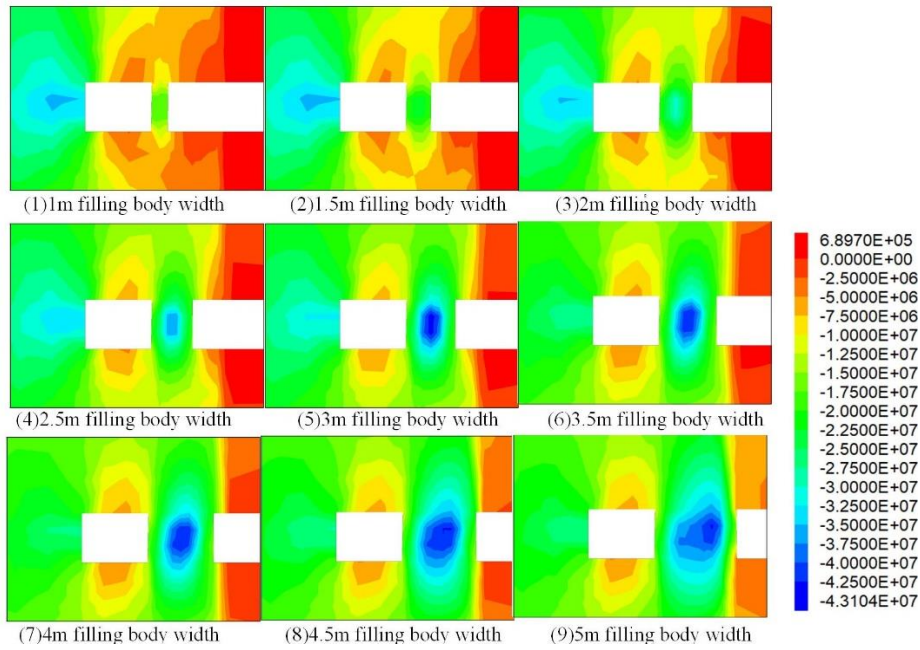 (1)1m filling body width
(2)1.5m filling body width
(3)2m filling body width
(4)2.5m filling body width
(5)3m filling body width
(6)3.5m filling body width
(7)4m filling body width
(8)4.5m filling body width
(9)5m filling body width
6.8970E+05
0.0000E+00
-2.5000E+06
-5.0000E+06
-7.5000E+06
-1.0000E+07
-1.2500E+07
-1.5000E+07
-1.7500E+07
-2.0000E+07
-2.2500E+07
-2.5000E+07
-2.7500E+07
-3.0000E+07
-3.2500E+07
-3.5000E+07
-3.7500E+07
-4.0000E+07
-4.2500E+07
-4.3104E+07